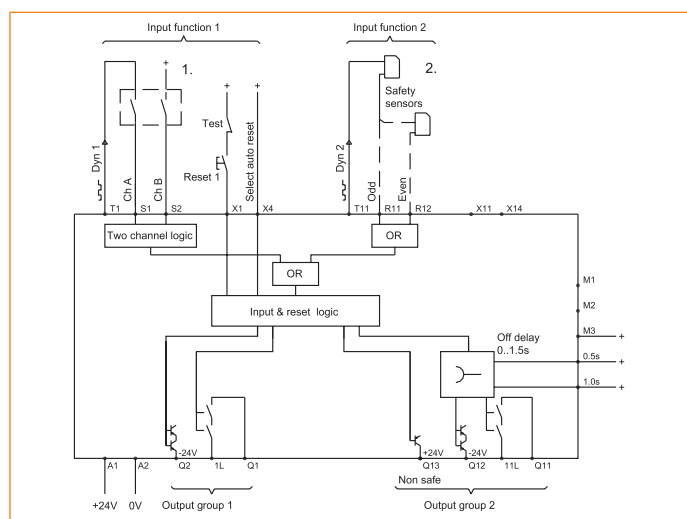 Input function 1
Input function 2
+
1.
2.
+
+
Safety
sensors
Test
Reset 1
Select auto reset
Dyn 1
Ch A
Ch B
Dyn 2
Odd
Even
T1
S1
S2
X1
X4
T11
R11
R12
X11
X14
Two channel logic
OR
OR
M1
M2
Input & reset logic
M3
+
Off delay
0..1.5s
0.5s
+
1.0s
+
-24V
+24V
-24V
A1
A2
Q2
1L
Q1
Q13
Q12
11L
Q11
Non safe
+24V
0V
Output group 1
Output group 2